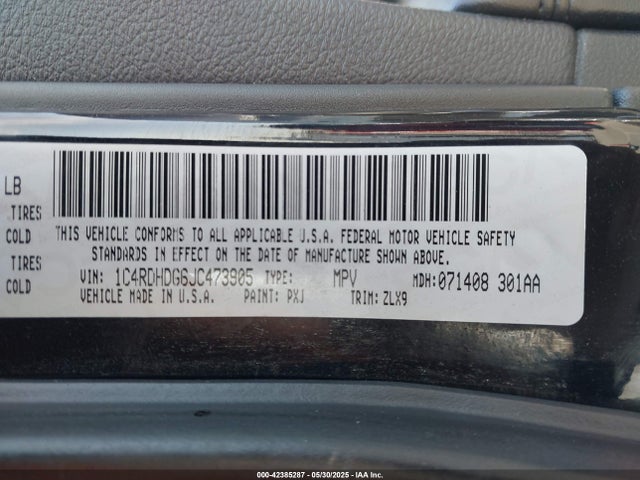 LB
TIRES
COLD
TIRES
COLD
THIS VEHICLE CONFORMS TO ALL APPLICABLE U.S.A. FEDERAL MOTOR VEHICLE SAFETY
STANDARDS IN EFFECT ON THE DATE OF MANUFACTURE SHOWN ABOVE.
VIN: 1C4RDHDG6JC473905 TYPE: MPV MDH:071408 301AA
VEHICLE MADE IN U.S.A. PAINT: PXJ TRIM: ZLX9
000-42385287 - 05/30/2025 - IAA Inc.